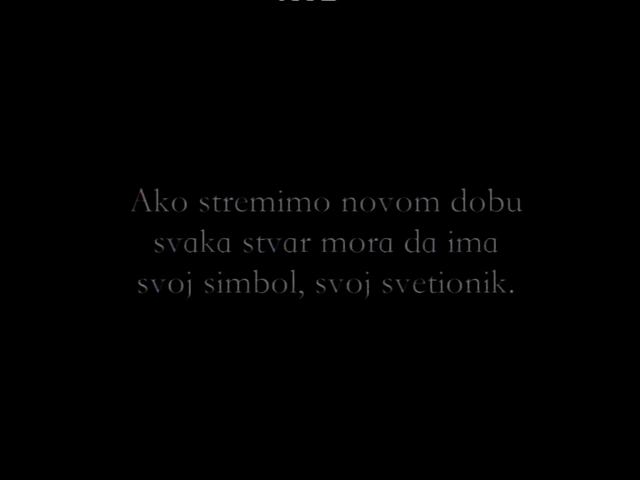 Ako stremimo novom dobu
svaka stvar mora da ima
svoj simbol, svoj svetionik.